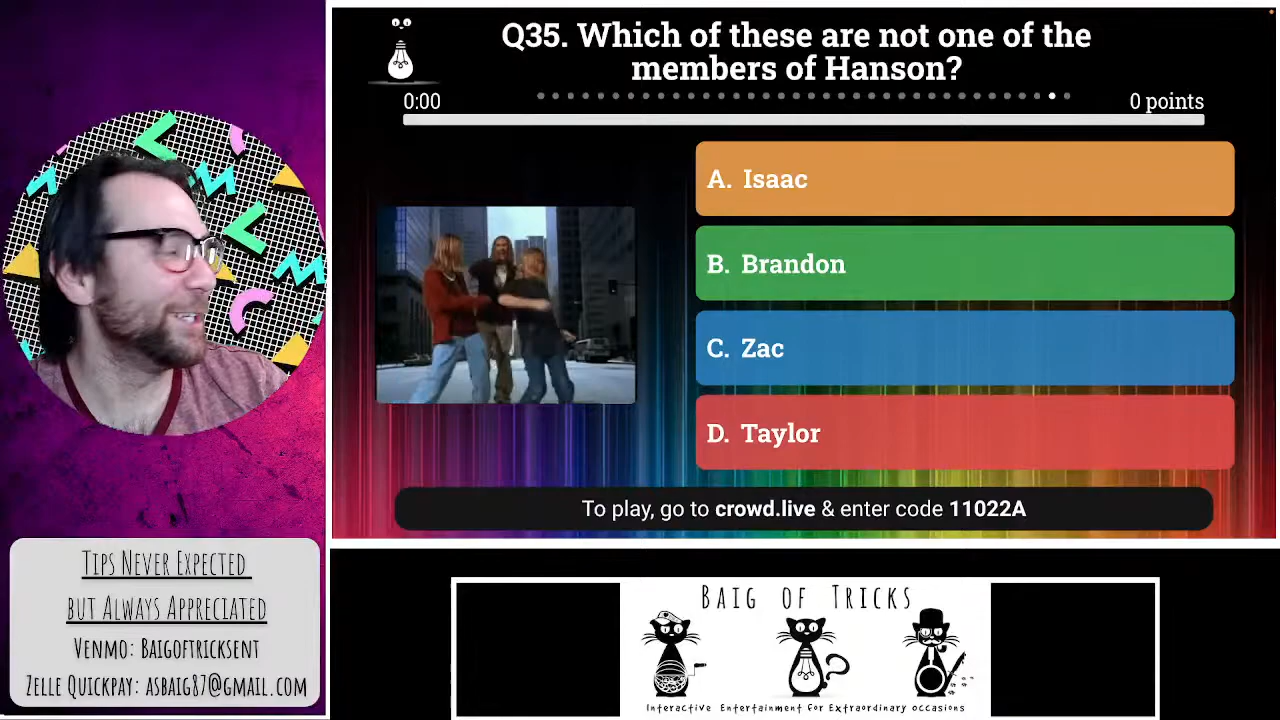 Q35. Which of these are not one of the
members of Hanson?
0:00
0 points
A. Isaac
B. Brandon
C. Zac
D. Taylor
To play, go to crowd.live & enter code 11022A
Tips Never Expected
but Always Appreciated
Venmo: Baigoftricksent
Zelle Quickpay: asbaig87@gmail.com
Baig of Tricks
Interactive Entertainment for Extraordinary occasions